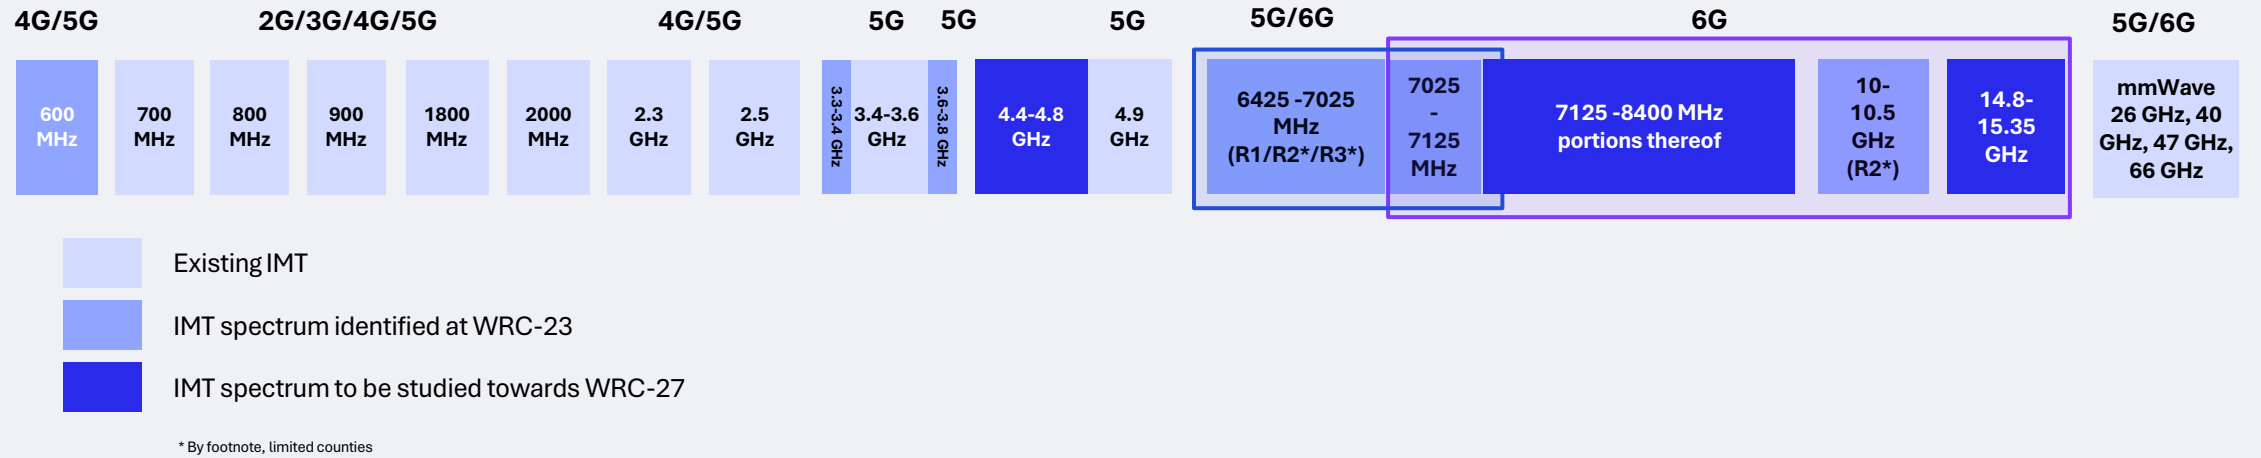 4G/5G
2G/3G/4G/5G
4G/5G
5G
5G
5G
5G/6G
6G
5G/6G
600
MHz
700
MHz
800
MHz
900
MHz
1800
MHz
2000
MHz
2.3
GHz
2.5
GHz
3.3-3.4 GHz
3.4-3.6
GHz
3.6-3.8 GHz
4.4-4.8
GHz
4.9
GHz
6425 -7025
MHz
(R1/R2*/R3*)
7025
-
7125
MHz
7125 -8400 MHz
portions thereof
10-
10.5
GHz
(R2*)
14.8-
15.35
GHz
mmWave
26 GHz, 40
GHz, 47 GHz,
66 GHz
Existing IMT
IMT spectrum identified at WRC-23
IMT spectrum to be studied towards WRC-27
* By footnote, limited counties